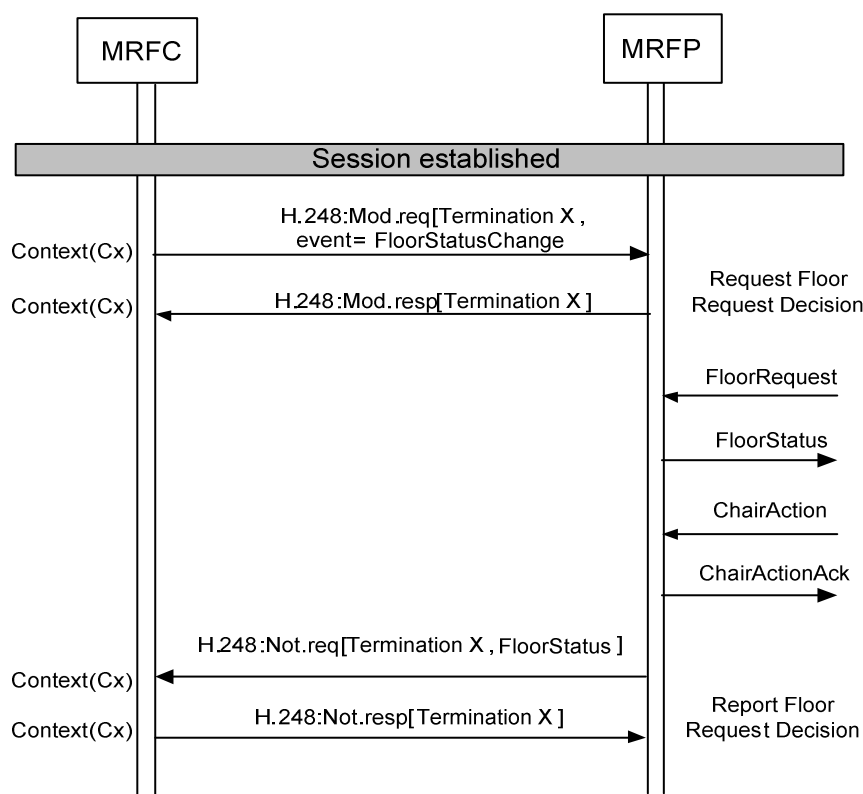 MRFC
MRFP
Session established
H.248:Mod.req[Termination X ,
event= FloorStatusChange
Context(Cx)
Request Floor
Request Decision
H.248:Mod.resp[Termination X ]
Context(Cx)
FloorRequest
FloorStatus
ChairAction
ChairActionAck
H.248:Not.req[Termination X , FloorStatus ]
Context(Cx)
Report Floor
Request Decision
H.248:Not.resp[Termination X ]
Context(Cx)